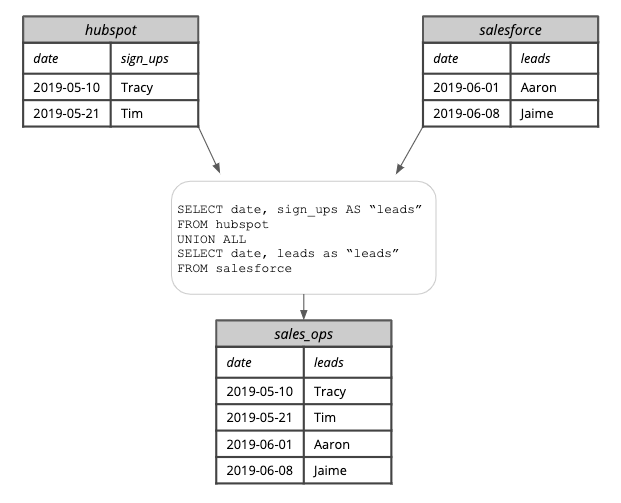 hubspot
date sign_ups
2019-05-10 Tracy
2019-05-21 Tim
salesforce
date leads
2019-06-01 Aaron
2019-06-08 Jaime
SELECT date, sign_ups AS “leads”
FROM hubspot
UNION ALL
SELECT date, leads as “leads”
FROM salesforce
sales_ops
date leads
2019-05-10 Tracy
2019-05-21 Tim
2019-06-01 Aaron
2019-06-08 Jaime